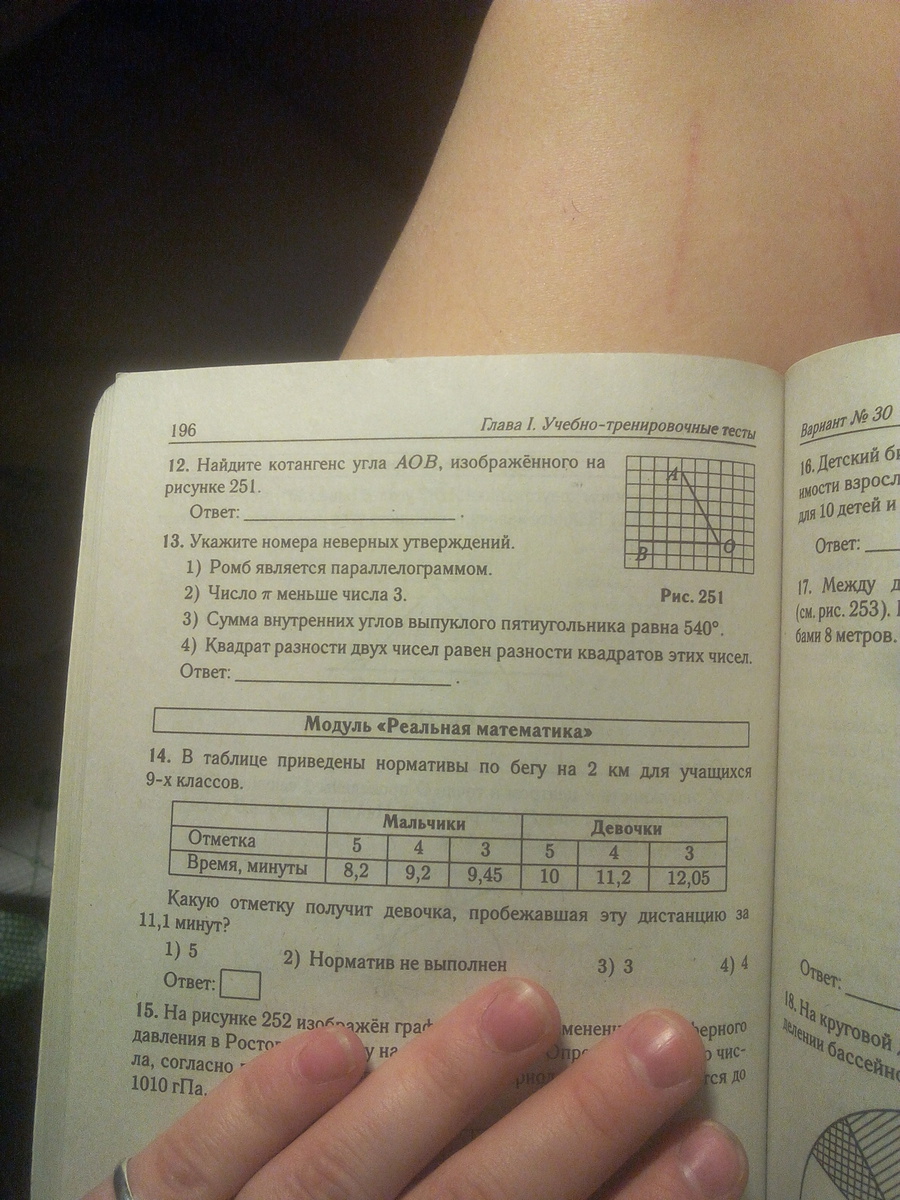 196
Глава I. Учебно-тренировочные тесты
12. Найдите котангенс угла AOB, изображённого на
рисунке 251.
Ответ: ____________ .
A
B
O
Рис. 251
13. Укажите номера неверных утверждений.
1) Ромб является параллелограммом.
2) Число π меньше числа 3.
3) Сумма внутренних углов выпуклого пятиугольника равна 540°.
4) Квадрат разности двух чисел равен разности квадратов этих чисел.
Ответ: ____________ .
Модуль «Реальная математика»
14. В таблице приведены нормативы по бегу на 2 км для учащихся
9-х классов.
Мальчики Девочки
Отметка 5 4 3 5 4 3
Время, минуты 8,2 9,2 9,45 10 11,2 12,05
Какую отметку получит девочка, пробежавшая эту дистанцию за
11,1 минут?
1) 5 2) Норматив не выполнен 3) 3 4) 4
Ответ:
15. На рисунке 252 изображён
давления в
ла, согласно
1010 гПа.
до
Вариант № 30
16. Детский
для 10 детей и
Ответ:
17. Между
(см. рис. 253).
бами 8 метров.
Ответ:
18. На круговой